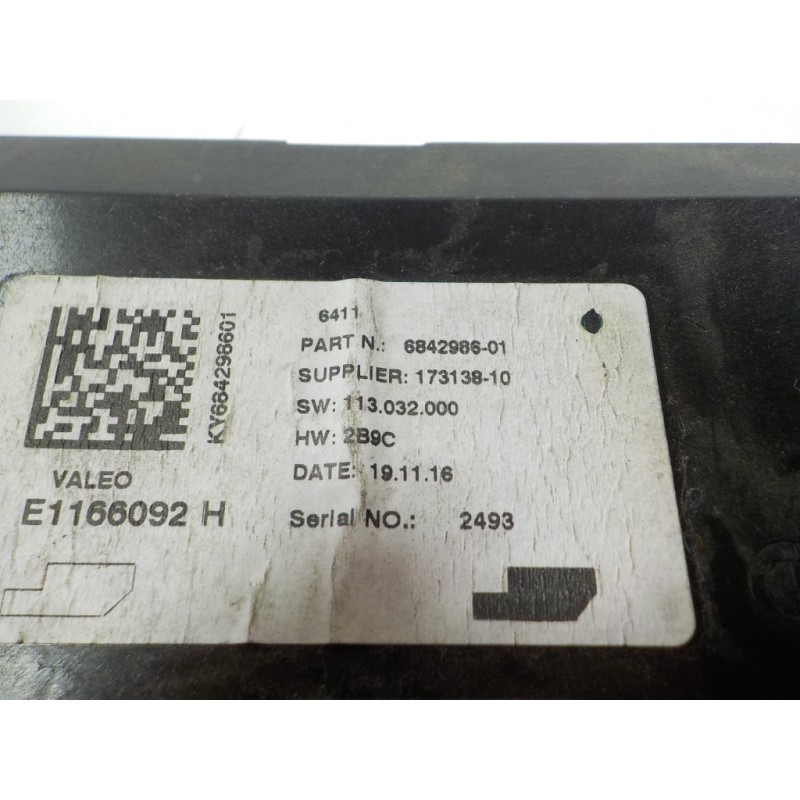 KY684298601
VALEO
E1166092 H
6411
PART N.: 6842986-01
SUPPLIER: 173138-10
SW: 113.032.000
HW: 2B9C
DATE: 19.11.16
Serial NO.: 2493